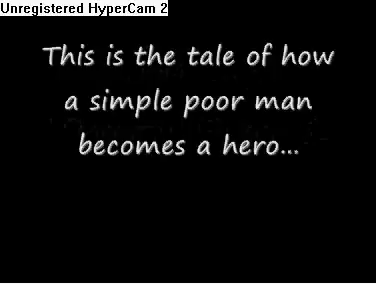 Unregistered HyperCam 2
This is the tale of how
a simple poor man
becomes a hero...